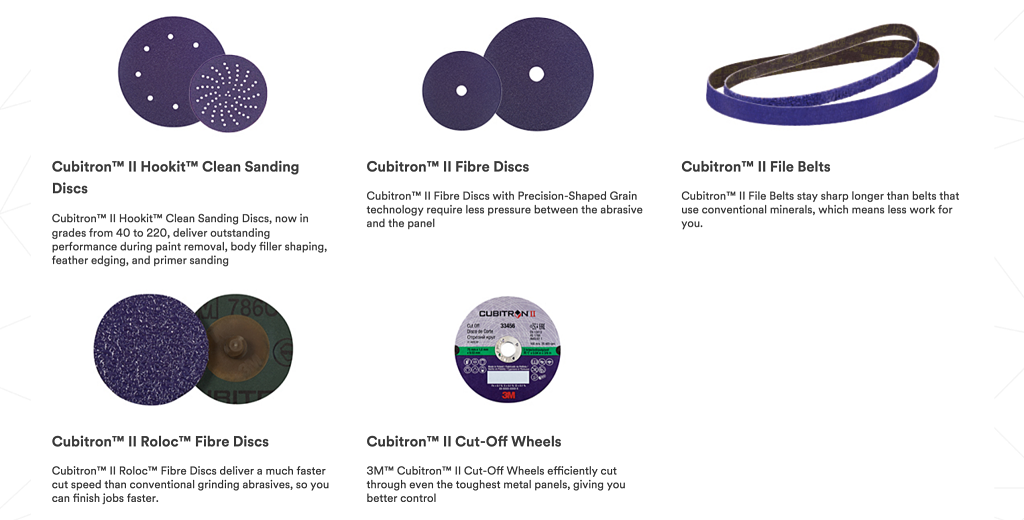 Cubitron™ II Hookit™ Clean Sanding
Discs
Cubitron™ II Hookit™ Clean Sanding Discs, now in
grades from 40 to 220, deliver outstanding
performance during paint removal, body filler shaping,
feather edging, and primer sanding
Cubitron™ II Fibre Discs
Cubitron™ II Fibre Discs with Precision-Shaped Grain
technology require less pressure between the abrasive
and the panel
Cubitron™ II File Belts
Cubitron™ II File Belts stay sharp longer than belts that
use conventional minerals, which means less work for
you.
Cubitron™ II Roloc™ Fibre Discs
Cubitron™ II Roloc™ Fibre Discs deliver a much faster
cut speed than conventional grinding abrasives, so you
can finish jobs faster.
CUBITRON II
Cut Off
33456
3M
Cubitron™ II Cut-Off Wheels
3M™ Cubitron™ II Cut-Off Wheels efficiently cut
through even the toughest metal panels, giving you
better control